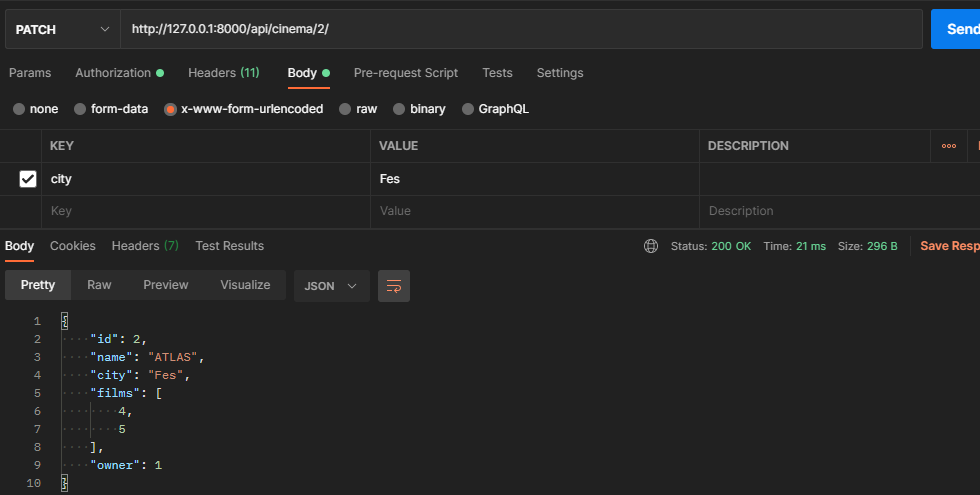 PATCH http://127.0.0.1:8000/api/cinema/2/ Send
Params Authorization Headers (11) Body Pre-request Script Tests Settings
none form-data x-www-form-urlencoded raw binary GraphQL
KEY VALUE DESCRIPTION
city Fes
Key Value Description
Body Cookies Headers (7) Test Results Status: 200 OK Time: 21 ms Size: 296 B Save Resp
Pretty Raw Preview Visualize JSON
1 {
2 "id": 2,
3 "name": "ATLAS",
4 "city": "Fes",
5 "films": [
6 4,
7 5
8 ],
9 "owner": 1
10 }